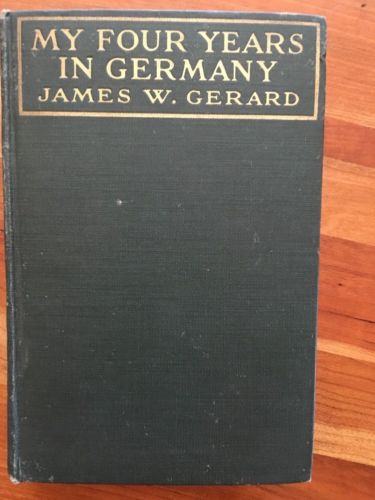 MY FOUR YEARS
IN GERMANY
JAMES W. GERARD